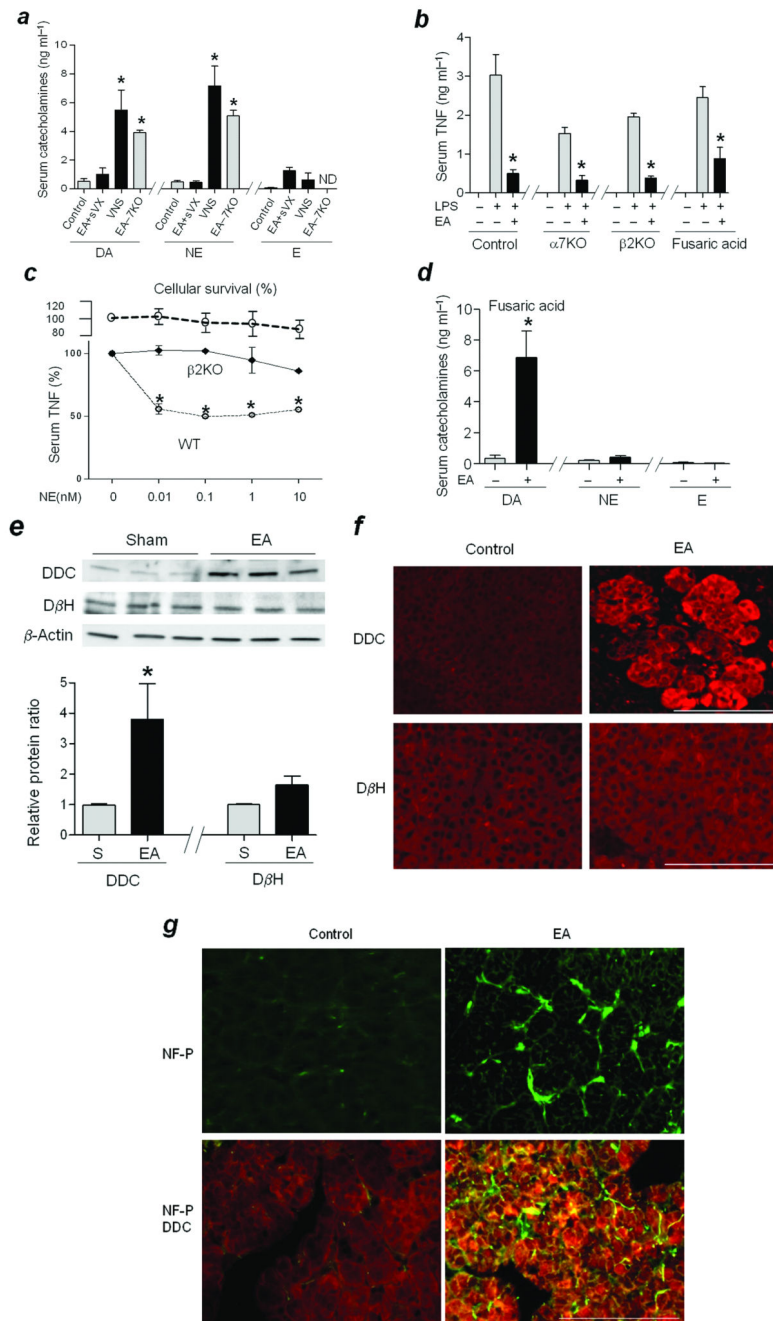 a
Serum catecholamines (ng ml⁻¹)
10
8
6
4
2
0
* * * *
ND
Control EA+sVX VNS EA–7KO Control EA+sVX VNS EA–7KO Control EA+sVX VNS EA–7KO
DA NE E
b
Serum TNF (ng ml⁻¹)
4
3
2
1
0
* * * *
LPS – + + – + + – + + – + +
EA – – + – – + – – + – – +
Control α7KO β2KO Fusaric acid
c
Cellular survival (%)
120
100
80
Serum TNF (%)
100
50
β2KO
* * * *
WT
NE(nM) 0 0.01 0.1 1 10
d
Serum catecholamines (ng ml⁻¹)
Fusaric acid
10
8
6
4
2
0
*
EA – + – + – +
DA NE E
e
Sham EA
DDC
DβH
β-Actin
Relative protein ratio
5
4
3
2
1
0
*
S EA S EA
DDC DβH
f
Control EA
DDC
DβH
g
Control EA
NF-P
NF-P
DDC